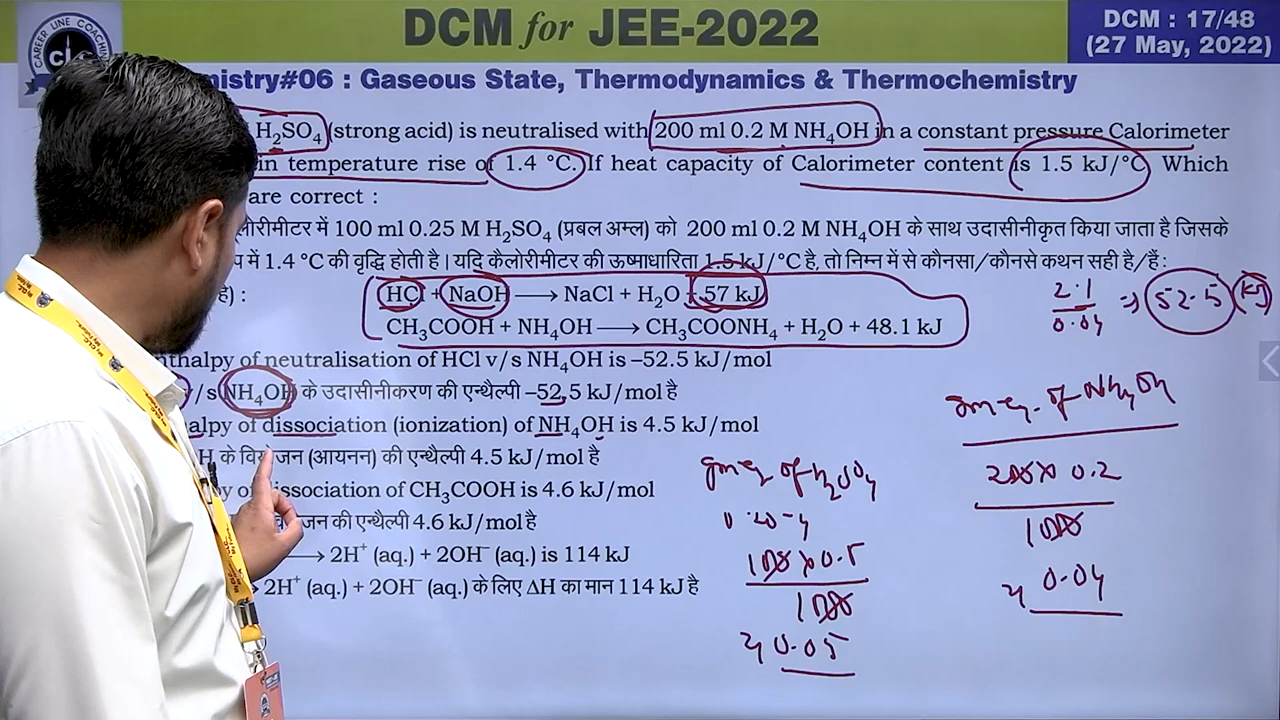 DCM for JEE-2022
DCM : 17/48
(27 May, 2022)
CAREER LINE COACHING
mistry#06 : Gaseous State, Thermodynamics & Thermochemistry
H₂SO₄ (strong acid) is neutralised with 200 ml 0.2 M NH₄OH in a constant pressure Calorimeter
in temperature rise of 1.4 °C. If heat capacity of Calorimeter content is 1.5 kJ/°C. Which
are correct :
लोरीमीटर में 100 ml 0.25 M H₂SO₄ (प्रबल अम्ल) को 200 ml 0.2 M NH₄OH के साथ उदासीनीकृत किया जाता है जिसके
में 1.4 °C की वृद्धि होती है। यदि कैलोरीमीटर की ऊष्माधारिता 1.5 kJ/°C है, तो निम्न में से कौनसा/कौनसे कथन सही है/हैं :
है) :
HCl + NaOH ⟶ NaCl + H₂O + 57 kJ
CH₃COOH + NH₄OH ⟶ CH₃COONH₄ + H₂O + 48.1 kJ
2.1
0.04
⇒ 52.5 (kJ)
nthalpy of neutralisation of HCl v/s NH₄OH is –52.5 kJ/mol
v/s NH₄OH के उदासीनीकरण की एन्थैल्पी –52.5 kJ/mol है
alpy of dissociation (ionization) of NH₄OH is 4.5 kJ/mol
H के वियोजन (आयनन) की एन्थैल्पी 4.5 kJ/mol है
y of dissociation of CH₃COOH is 4.6 kJ/mol
जन की एन्थैल्पी 4.6 kJ/mol है
⟶ 2H⁺ (aq.) + 2OH⁻ (aq.) is 114 kJ
2H⁺ (aq.) + 2OH⁻ (aq.) के लिए ΔH का मान 114 kJ है
gm eq. of H₂SO₄
100 × 0.5
1000
0.05
gm eq. of NH₄OH
200 × 0.2
1000
0.04